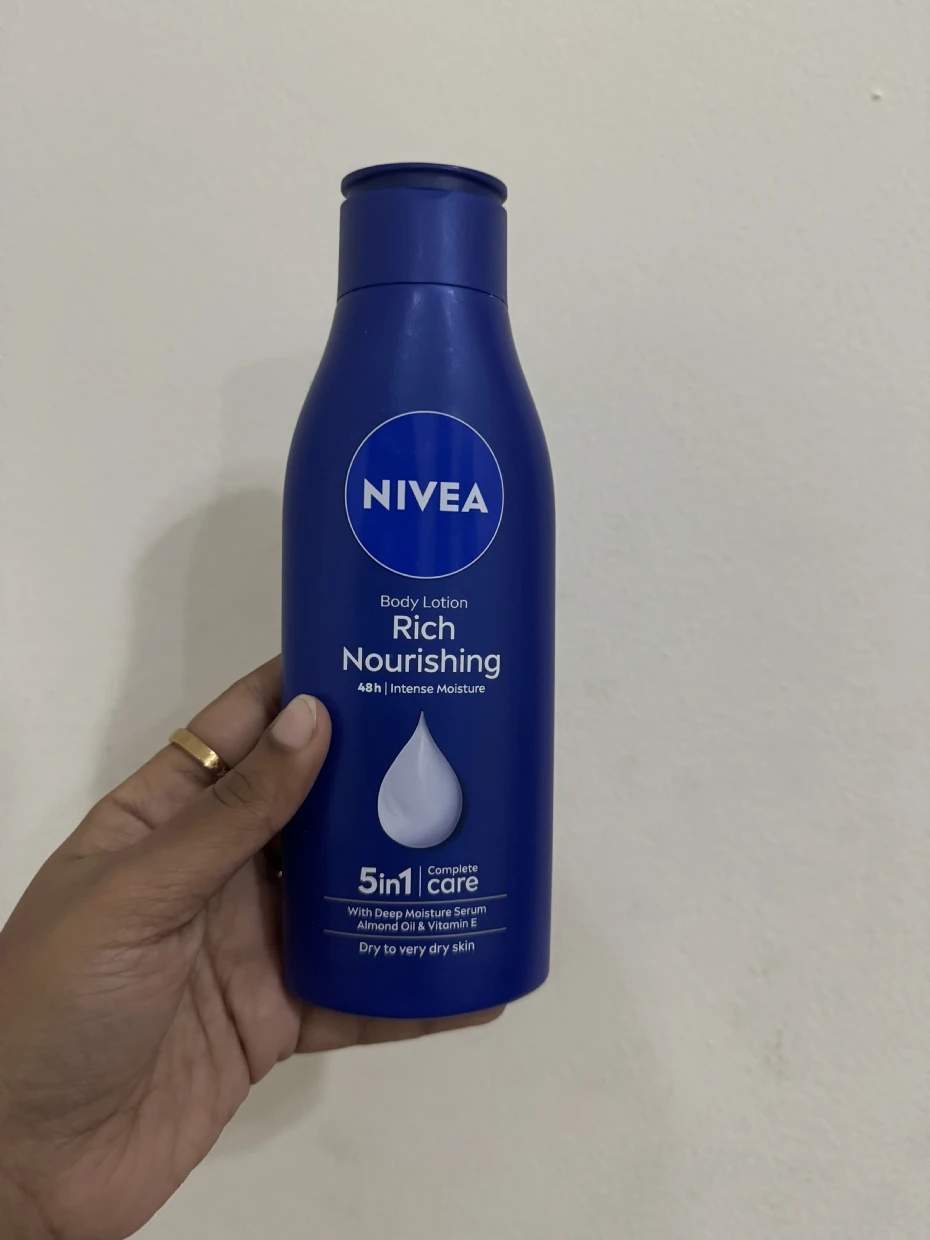 NIVEA
Body Lotion
Rich
Nourishing
48h | Intense Moisture
5in1 | Complete care
With Deep Moisture Serum
Almond Oil & Vitamin E
Dry to very dry skin